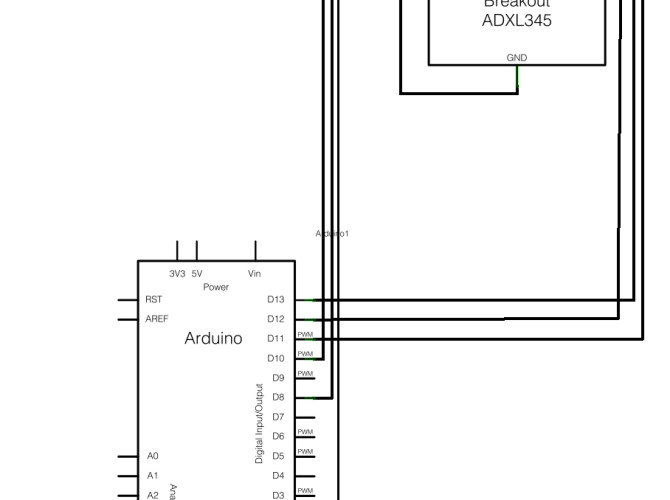 Breakout
ADXL345
GND
Arduino1
3V3 5V Vin
Power
RST
AREF
Arduino
Digital Input/Output
D13
D12
D11 PWM
D10 PWM
D9 PWM
D8
D7
D6 PWM
D5 PWM
D4
D3 PWM
A0
A1
A2